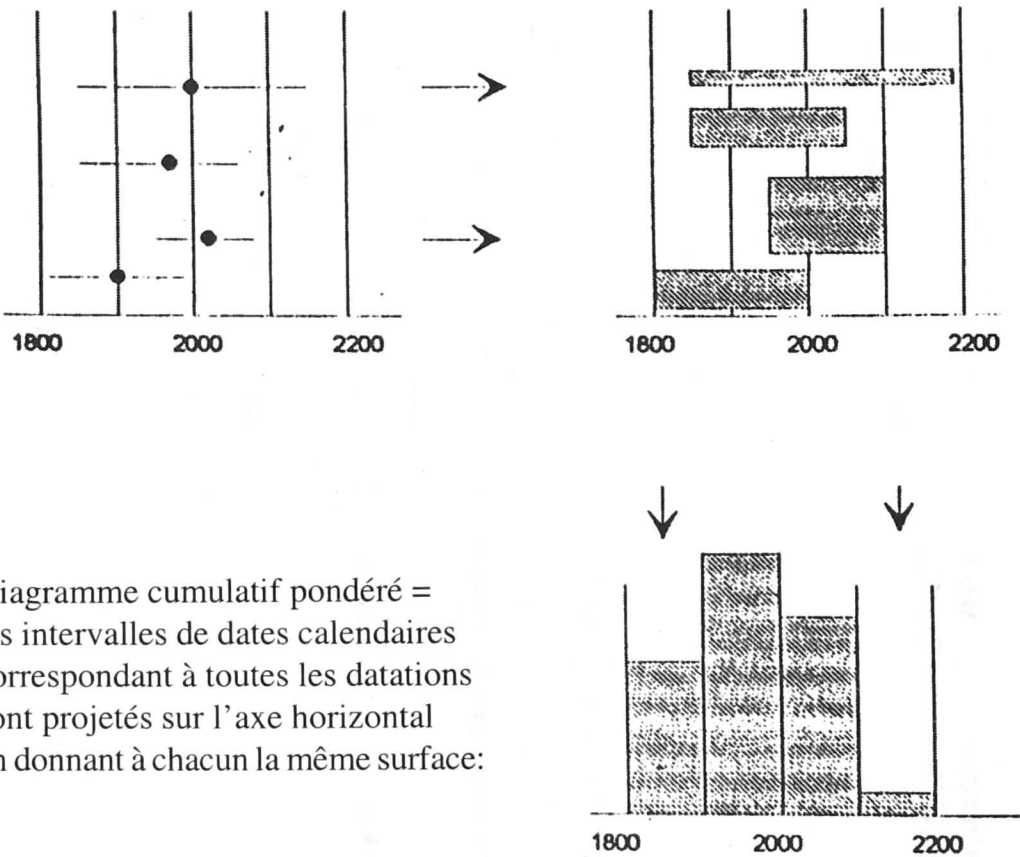 1800 2000 2200
1800 2000 2200
iagramme cumulatif pondéré =
s intervalles de dates calendaires
orrespondant à toutes les datations
ont projetés sur l'axe horizontal
n donnant à chacun la même surface:
1800 2000 2200